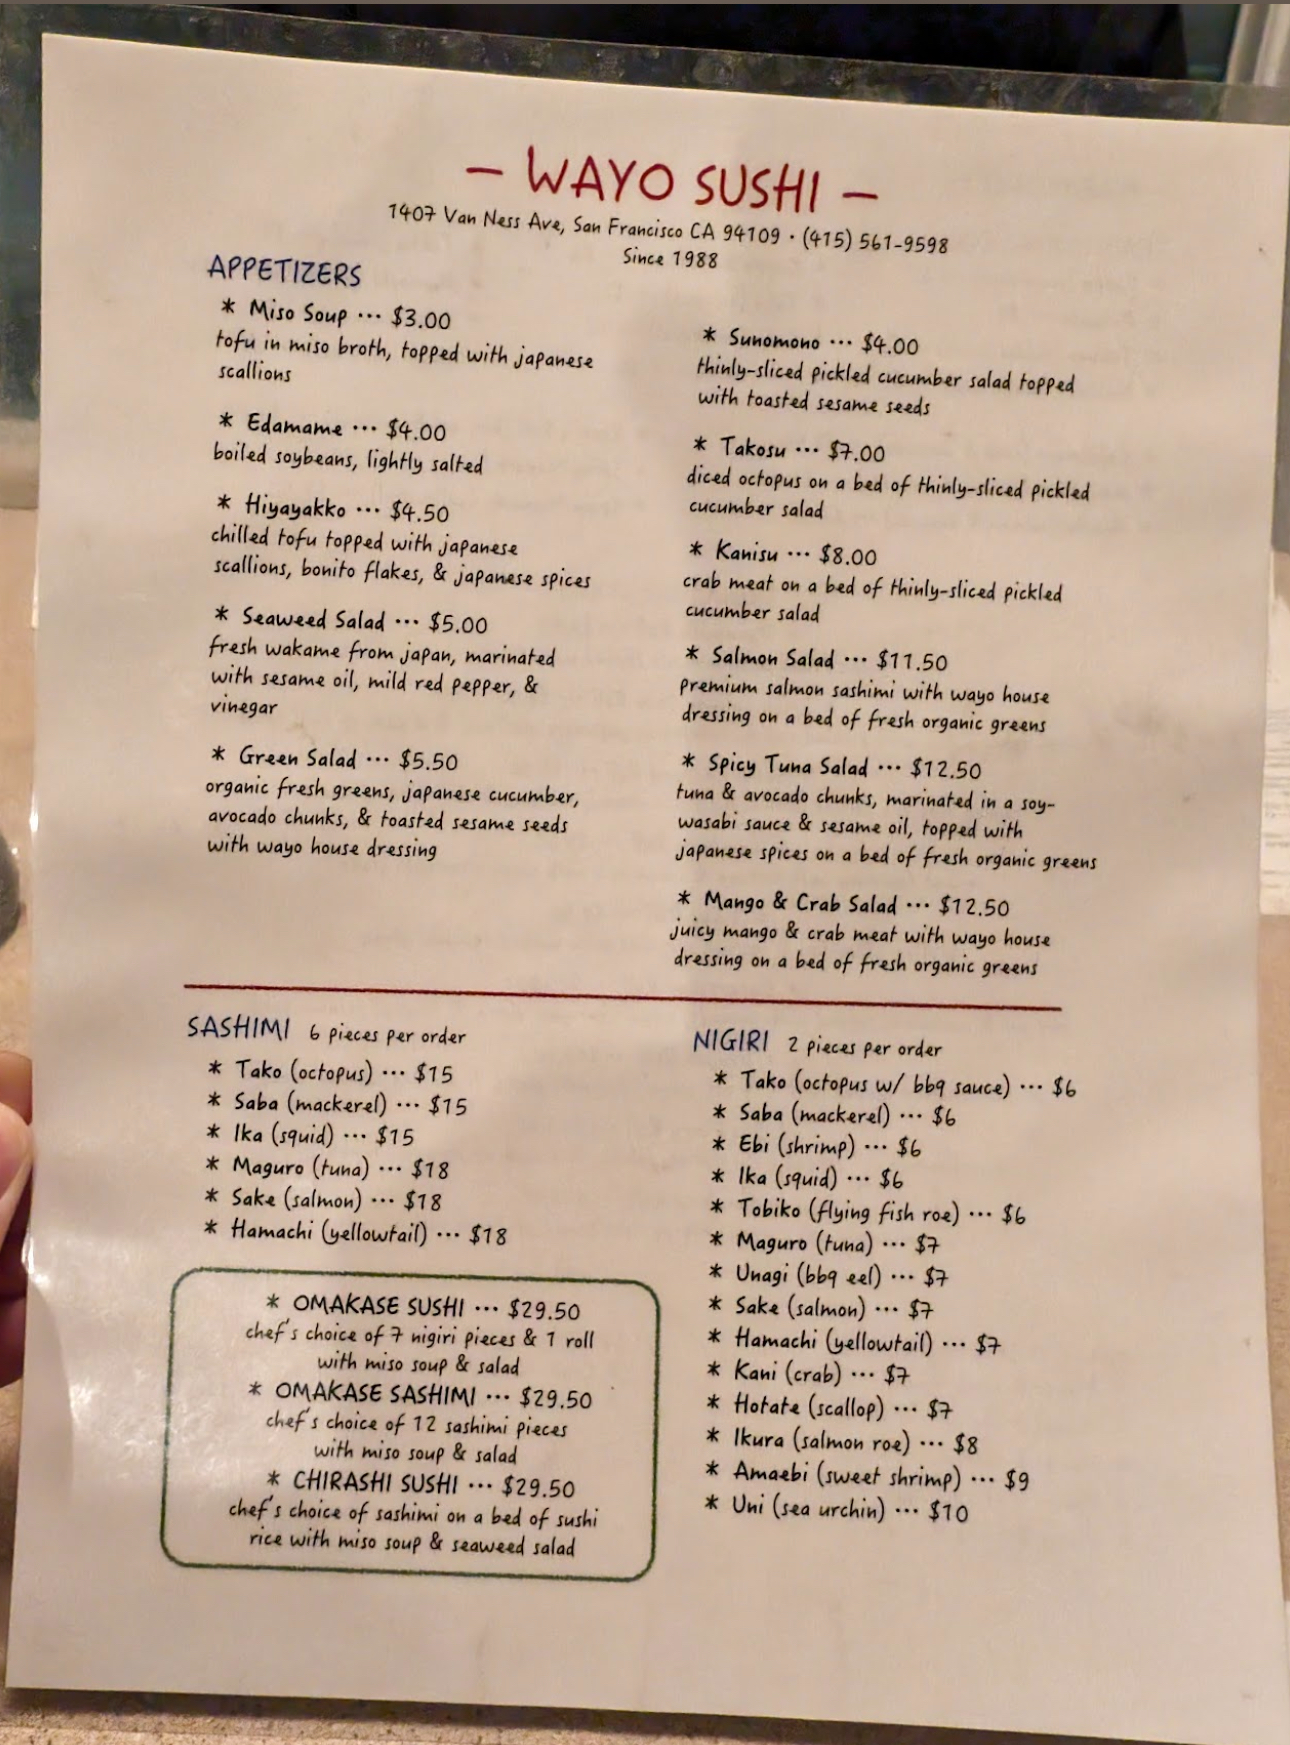 — WAYO SUSHI —
1407 Van Ness Ave, San Francisco CA 94109 · (415) 561-9598
Since 1988
APPETIZERS
* Miso Soup ··· $3.00
tofu in miso broth, topped with japanese
scallions
* Edamame ··· $4.00
boiled soybeans, lightly salted
* Hiyayakko ··· $4.50
chilled tofu topped with japanese
scallions, bonito flakes, & japanese spices
* Seaweed Salad ··· $5.00
fresh wakame from japan, marinated
with sesame oil, mild red pepper, &
vinegar
* Green Salad ··· $5.50
organic fresh greens, japanese cucumber,
avocado chunks, & toasted sesame seeds
with wayo house dressing
* Sunomono ··· $4.00
thinly-sliced pickled cucumber salad topped
with toasted sesame seeds
* Takosu ··· $7.00
diced octopus on a bed of thinly-sliced pickled
cucumber salad
* Kanisu ··· $8.00
crab meat on a bed of thinly-sliced pickled
cucumber salad
* Salmon Salad ··· $11.50
premium salmon sashimi with wayo house
dressing on a bed of fresh organic greens
* Spicy Tuna Salad ··· $12.50
tuna & avocado chunks, marinated in a soy-
wasabi sauce & sesame oil, topped with
japanese spices on a bed of fresh organic greens
* Mango & Crab Salad ··· $12.50
juicy mango & crab meat with wayo house
dressing on a bed of fresh organic greens
SASHIMI 6 pieces per order
* Tako (octopus) ··· $15
* Saba (mackerel) ··· $15
* Ika (squid) ··· $15
* Maguro (tuna) ··· $18
* Sake (salmon) ··· $18
* Hamachi (yellowtail) ··· $18
* OMAKASE SUSHI ··· $29.50
chef's choice of 7 nigiri pieces & 1 roll
with miso soup & salad
* OMAKASE SASHIMI ··· $29.50
chef's choice of 12 sashimi pieces
with miso soup & salad
* CHIRASHI SUSHI ··· $29.50
chef's choice of sashimi on a bed of sushi
rice with miso soup & seaweed salad
NIGIRI 2 pieces per order
* Tako (octopus w/ bbq sauce) ··· $6
* Saba (mackerel) ··· $6
* Ebi (shrimp) ··· $6
* Ika (squid) ··· $6
* Tobiko (flying fish roe) ··· $6
* Maguro (tuna) ··· $7
* Unagi (bbq eel) ··· $7
* Sake (salmon) ··· $7
* Hamachi (yellowtail) ··· $7
* Kani (crab) ··· $7
* Hotate (scallop) ··· $7
* Ikura (salmon roe) ··· $8
* Amaebi (sweet shrimp) ··· $9
* Uni (sea urchin) ··· $10